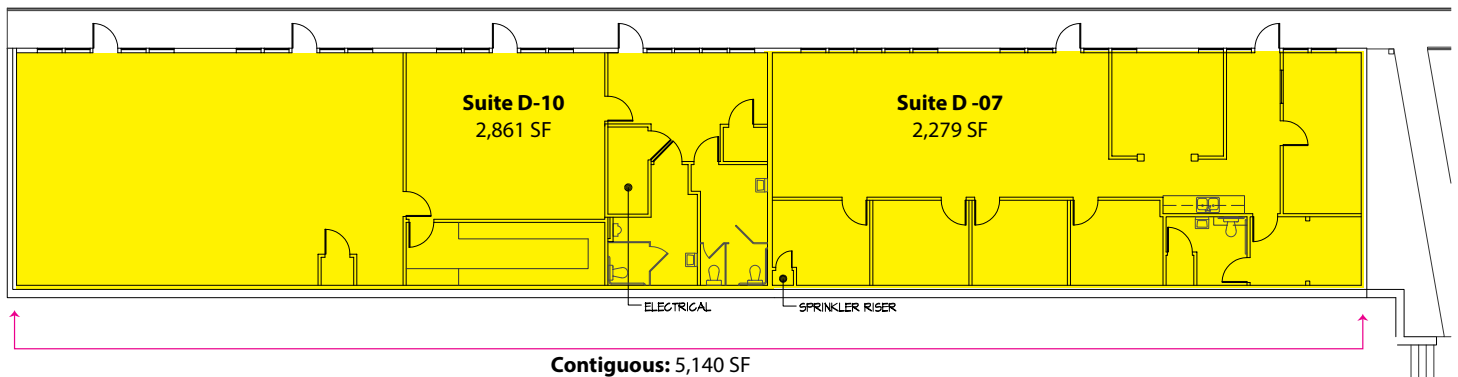 Suite D-10
2,861 SF
Suite D -07
2,279 SF
ELECTRICAL
SPRINKLER RISER
Contiguous: 5,140 SF